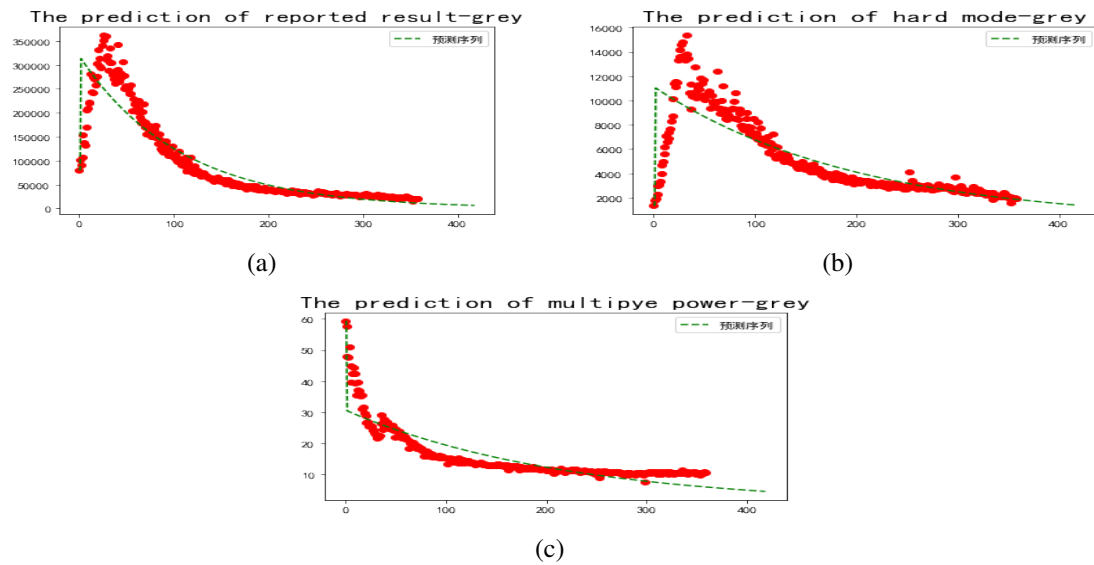 The prediction of reported result-grey
预测序列
350000
300000
250000
200000
150000
100000
50000
0
0 100 200 300 400
(a)
The prediction of hard mode-grey
预测序列
16000
14000
12000
10000
8000
6000
4000
2000
0 100 200 300 400
(b)
The prediction of multipye power-grey
预测序列
60
50
40
30
20
10
0 100 200 300 400
(c)